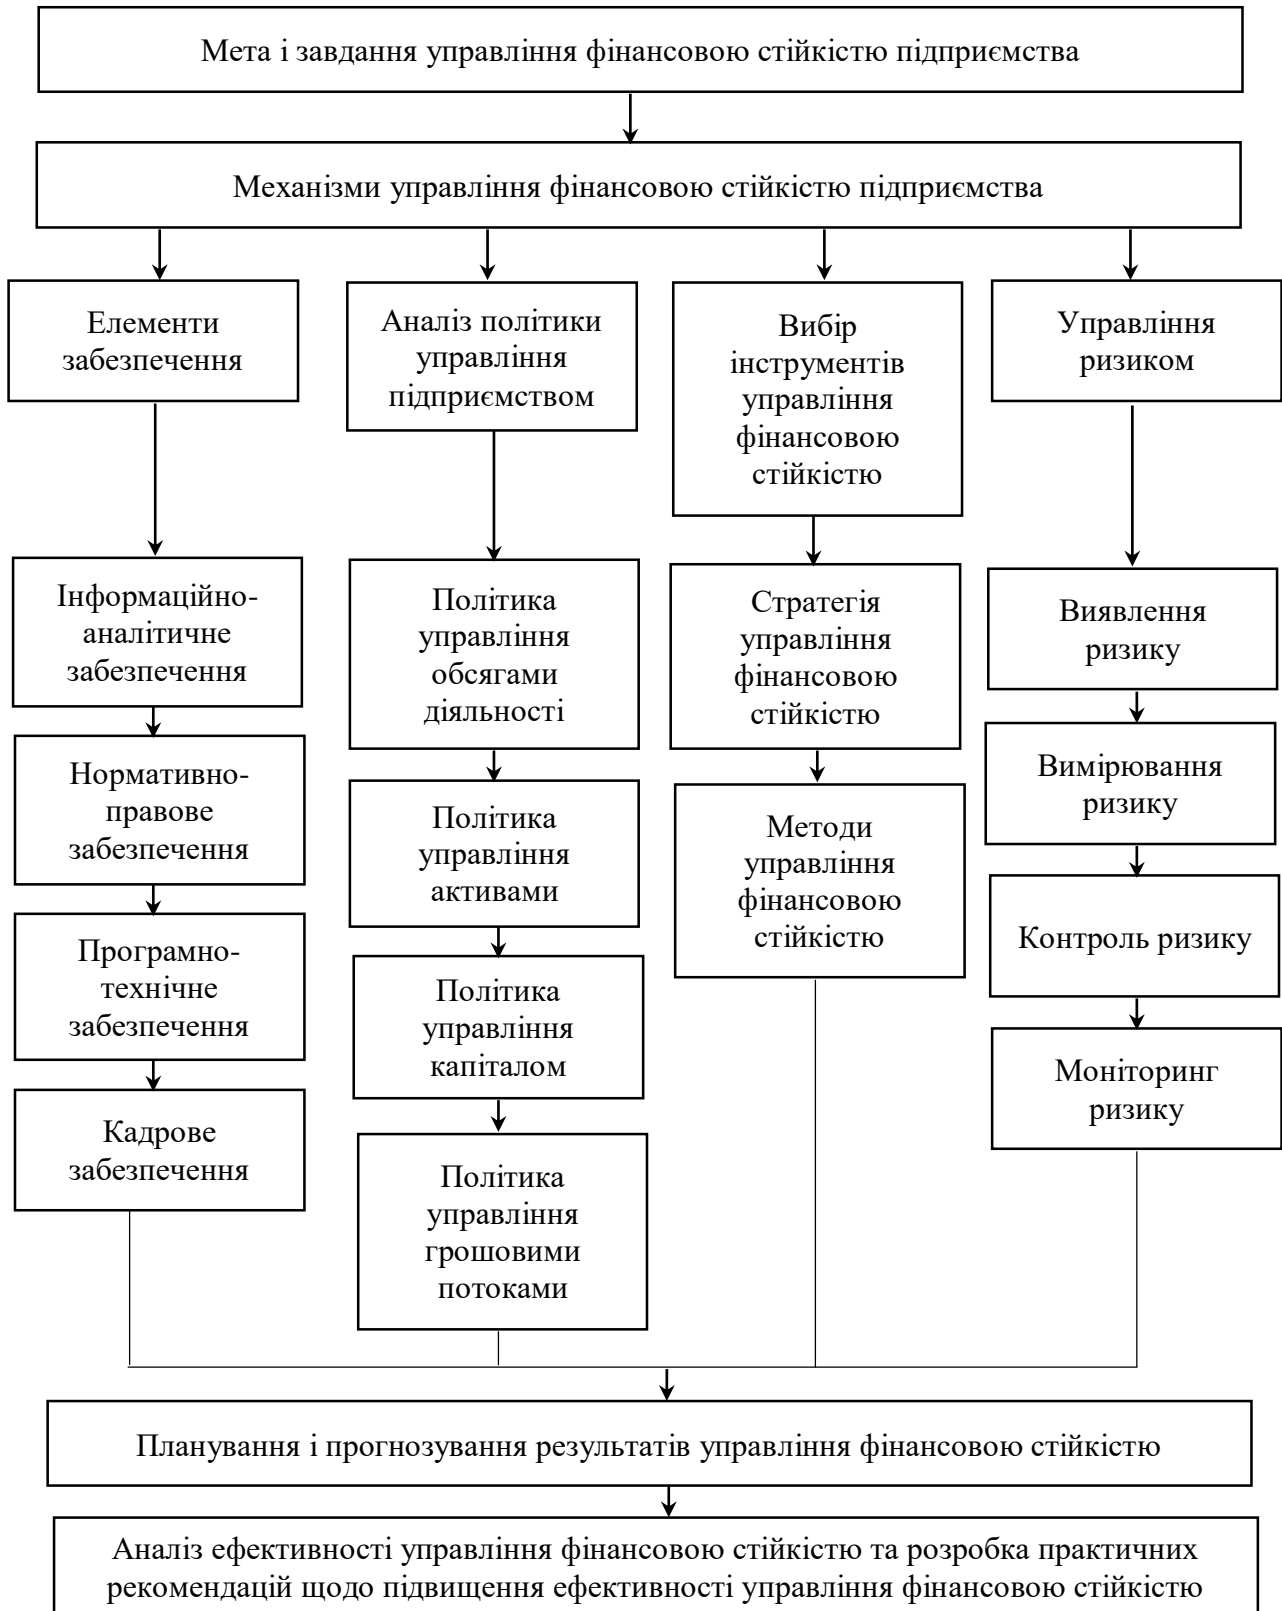 Мета і завдання управління фінансовою стійкістю підприємства
Механізми управління фінансовою стійкістю підприємства
Елементи
забезпечення
Аналіз політики
управління
підприємством
Вибір
інструментів
управління
фінансовою
стійкістю
Управління
ризиком
Інформаційно-
аналітичне
забезпечення
Нормативно-
правове
забезпечення
Програмно-
технічне
забезпечення
Кадрове
забезпечення
Політика
управління
обсягами
діяльності
Політика
управління
активами
Політика
управління
капіталом
Політика
управління
грошовими
потоками
Стратегія
управління
фінансовою
стійкістю
Методи
управління
фінансовою
стійкістю
Виявлення
ризику
Вимірювання
ризику
Контроль ризику
Моніторинг
ризику
Планування і прогнозування результатів управління фінансовою стійкістю
Аналіз ефективності управління фінансовою стійкістю та розробка практичних
рекомендацій щодо підвищення ефективності управління фінансовою стійкістю